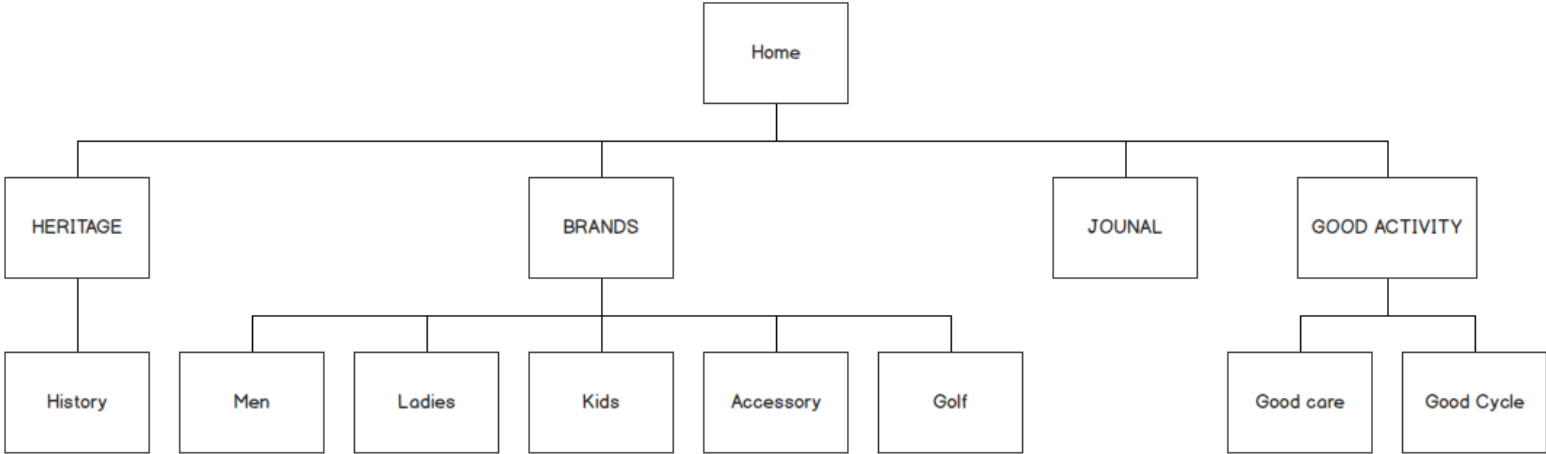 Home
HERITAGE
BRANDS
JOUNAL
GOOD ACTIVITY
History
Men
Ladies
Kids
Accessory
Golf
Good care
Good Cycle